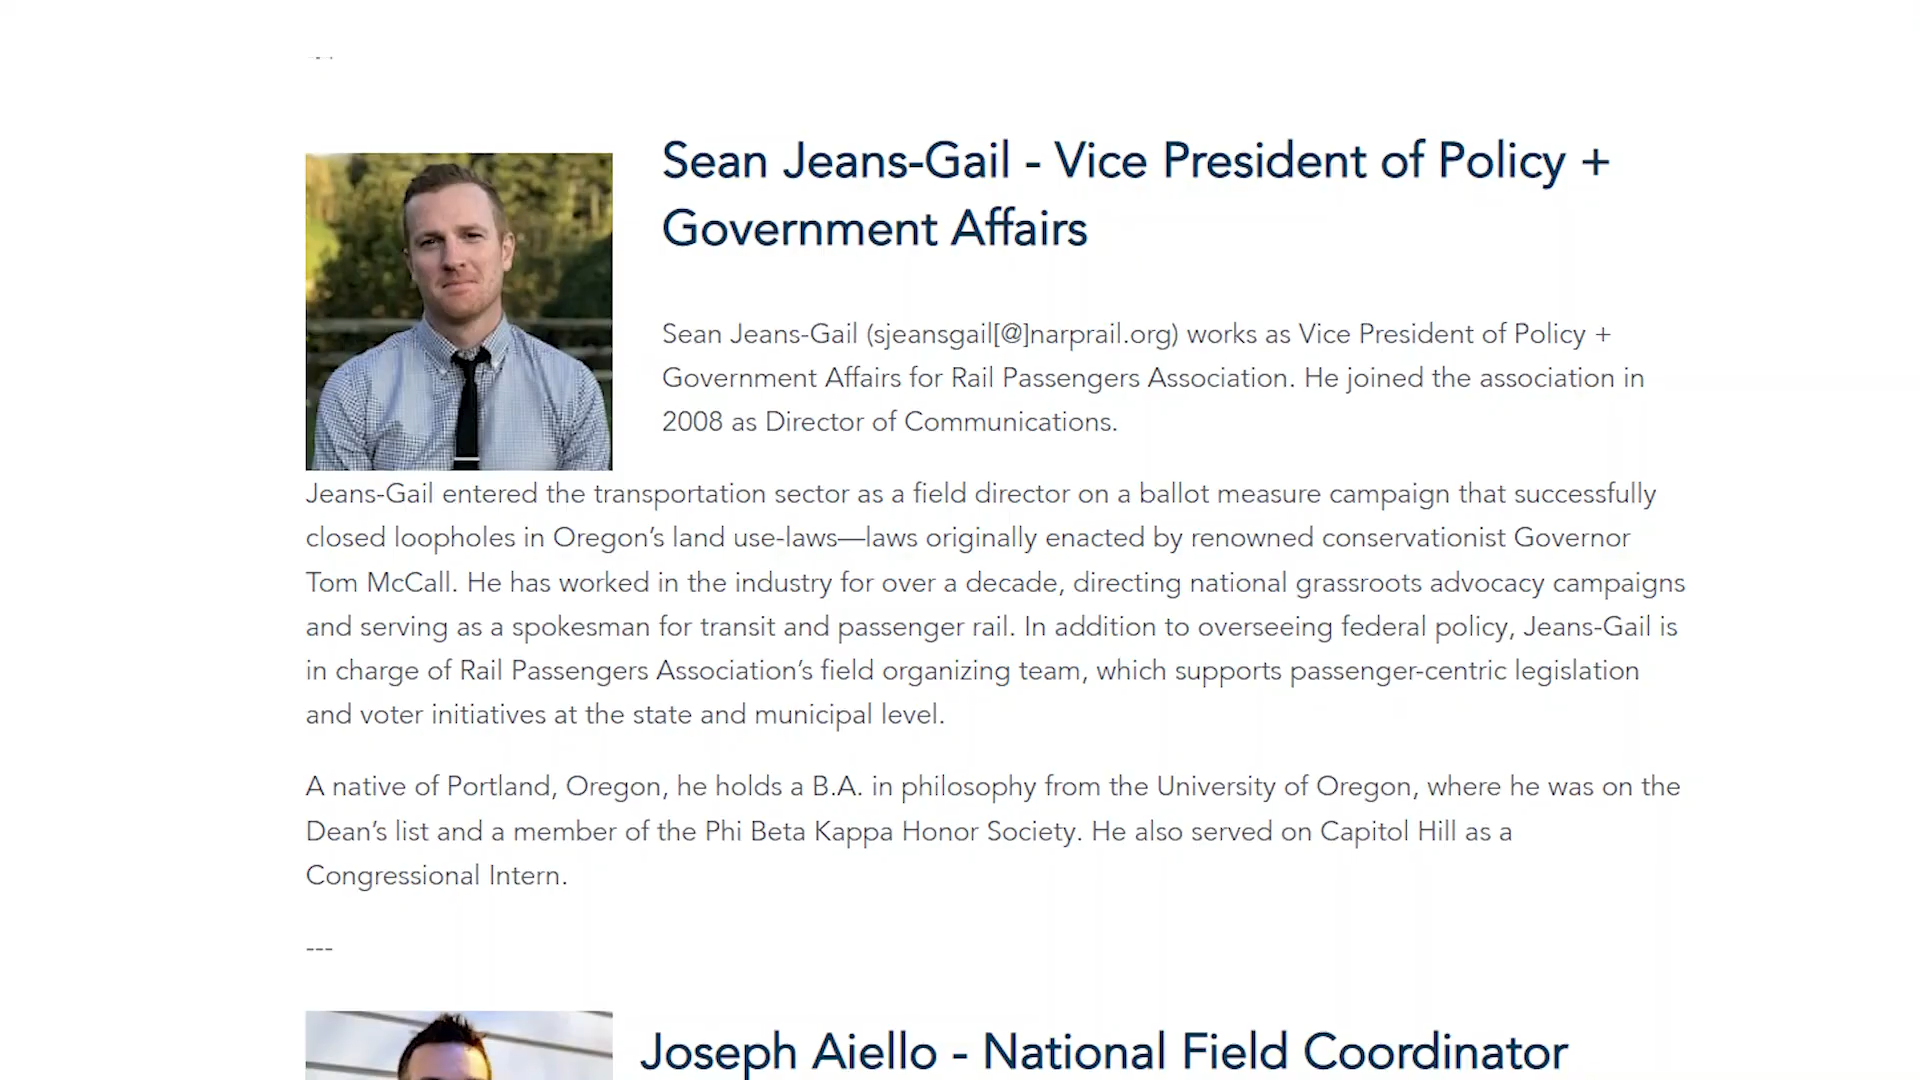 Sean Jeans-Gail - Vice President of Policy +
Government Affairs
Sean Jeans-Gail (sjeansgail[@]narprail.org) works as Vice President of Policy +
Government Affairs for Rail Passengers Association. He joined the association in
2008 as Director of Communications.
Jeans-Gail entered the transportation sector as a field director on a ballot measure campaign that successfully
closed loopholes in Oregon’s land use-laws—laws originally enacted by renowned conservationist Governor
Tom McCall. He has worked in the industry for over a decade, directing national grassroots advocacy campaigns
and serving as a spokesman for transit and passenger rail. In addition to overseeing federal policy, Jeans-Gail is
in charge of Rail Passengers Association’s field organizing team, which supports passenger-centric legislation
and voter initiatives at the state and municipal level.
A native of Portland, Oregon, he holds a B.A. in philosophy from the University of Oregon, where he was on the
Dean’s list and a member of the Phi Beta Kappa Honor Society. He also served on Capitol Hill as a
Congressional Intern.
---
Joseph Aiello - National Field Coordinator